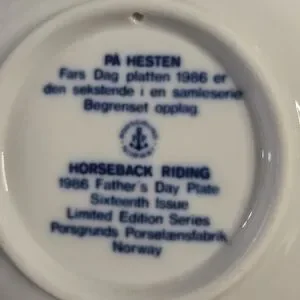 PÅ HESTEN
Fars Dag platten 1986 er
den sekstende i en samleserie
Begrenset opplag
HORSEBACK RIDING
1986 Father's Day Plate
Sixteenth Issue
Limited Edition Series
Porsgrunds Porselænsfabrik
Norway